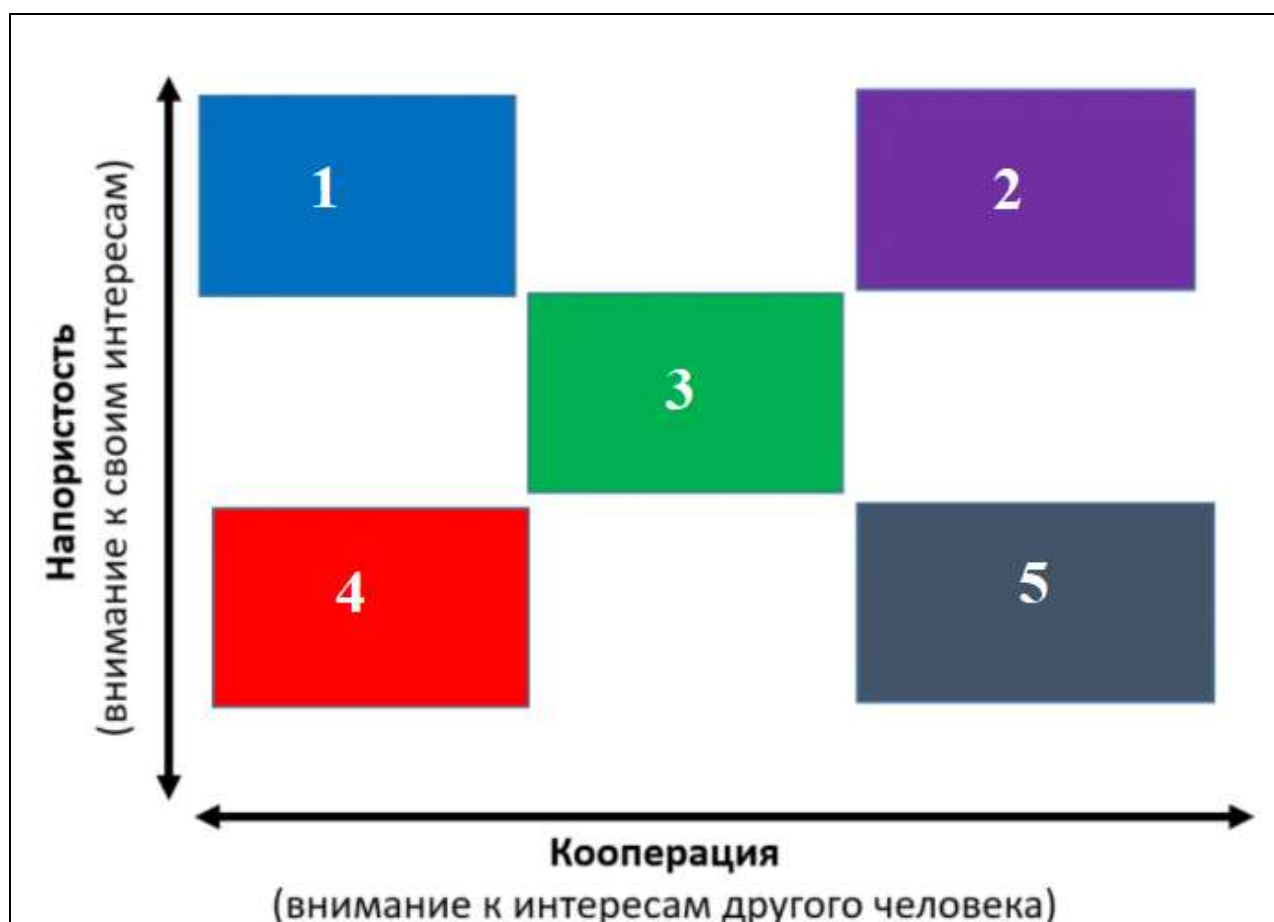 1
2
3
4
5
Напористость
(внимание к своим интересам)
Кооперация
(внимание к интересам другого человека)